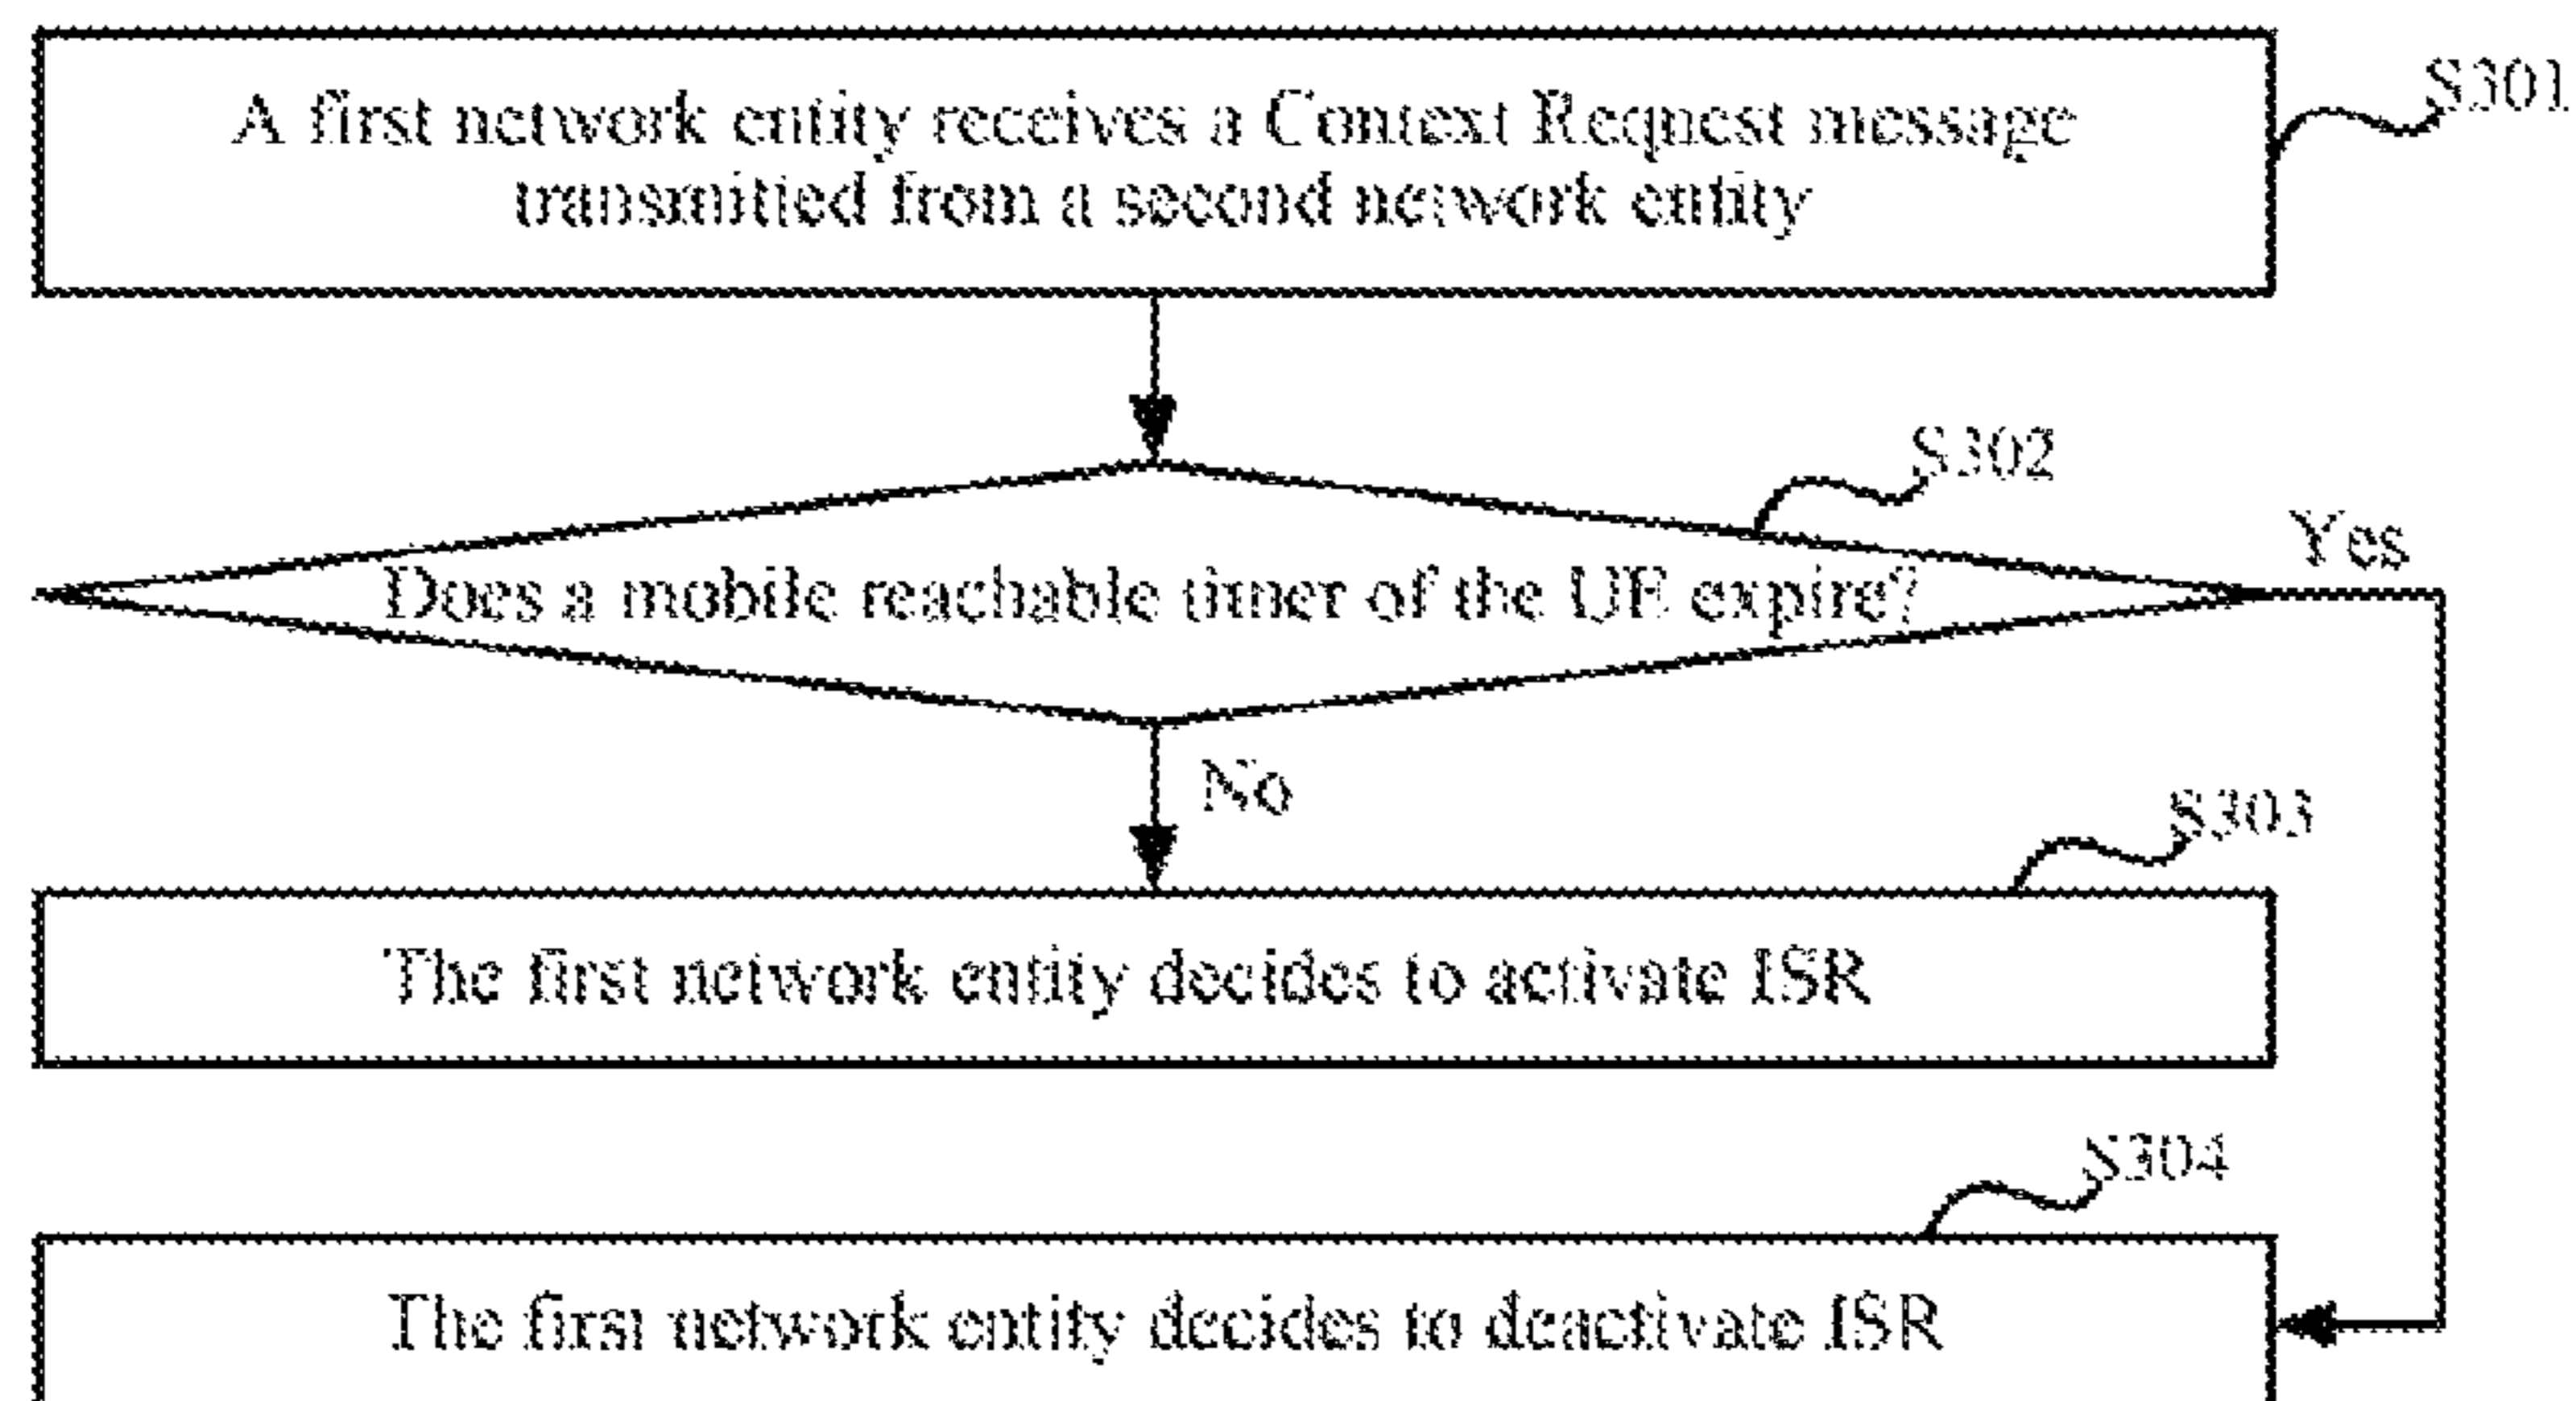 A first network entity receives a Context Request message
transmitted from a second network entity
S301
S302
Does a mobile reachable timer of the UE expire?
Yes
No
S303
The first network entity decides to activate ISR
S304
The first network entity decides to deactivate ISR